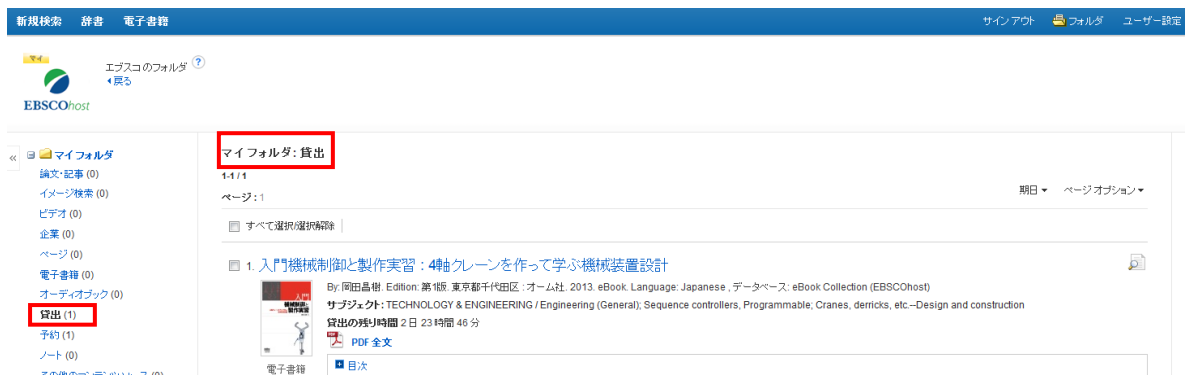 新規検索 辞書 電子書籍 サインアウト フォルダ ユーザー設定
マイ
エブスコのフォルダ ?
戻る
EBSCOhost
« マイフォルダ
論文・記事 (0)
イメージ検索 (0)
ビデオ (0)
企業 (0)
ページ (0)
電子書籍 (0)
オーディオブック (0)
貸出 (1)
予約 (1)
ノート (0)
マイフォルダ: 貸出
1-1 / 1
ページ: 1
期日 ページオプション
すべて選択/選択解除
1. 入門機械制御と製作実習：4軸クレーンを作って学ぶ機械装置設計
By: 岡田昌樹. Edition: 第1版. 東京都千代田区 : オーム社. 2013. eBook. Language: Japanese , データベース: eBook Collection (EBSCOhost)
サブジェクト: TECHNOLOGY & ENGINEERING / Engineering (General); Sequence controllers, Programmable; Cranes, derricks, etc.--Design and construction
貸出の残り時間 2 日 23 時間 46 分
PDF 全文
電子書籍
目次